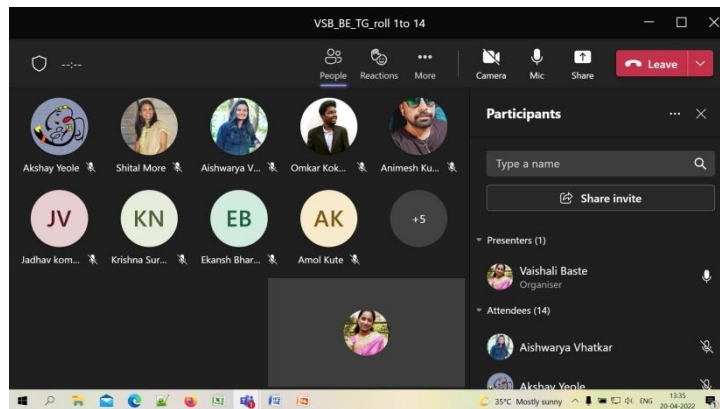 VSB_BE_TG_roll 1to 14
--:--
People
Reactions
More
Camera
Mic
Share
Leave
Akshay Yeole
Shital More
Aishwarya V...
Omkar Kok...
Animesh Ku...
JV
KN
EB
AK
+5
Jadhav kom...
Krishna Sur...
Ekansh Bhar...
Amol Kute
Participants
Type a name
Share invite
Presenters (1)
Vaishali Baste
Organiser
Attendees (14)
Aishwarya Vhatkar
Akshay Yeole
35°C Mostly sunny
ENG
13:35
20-04-2022